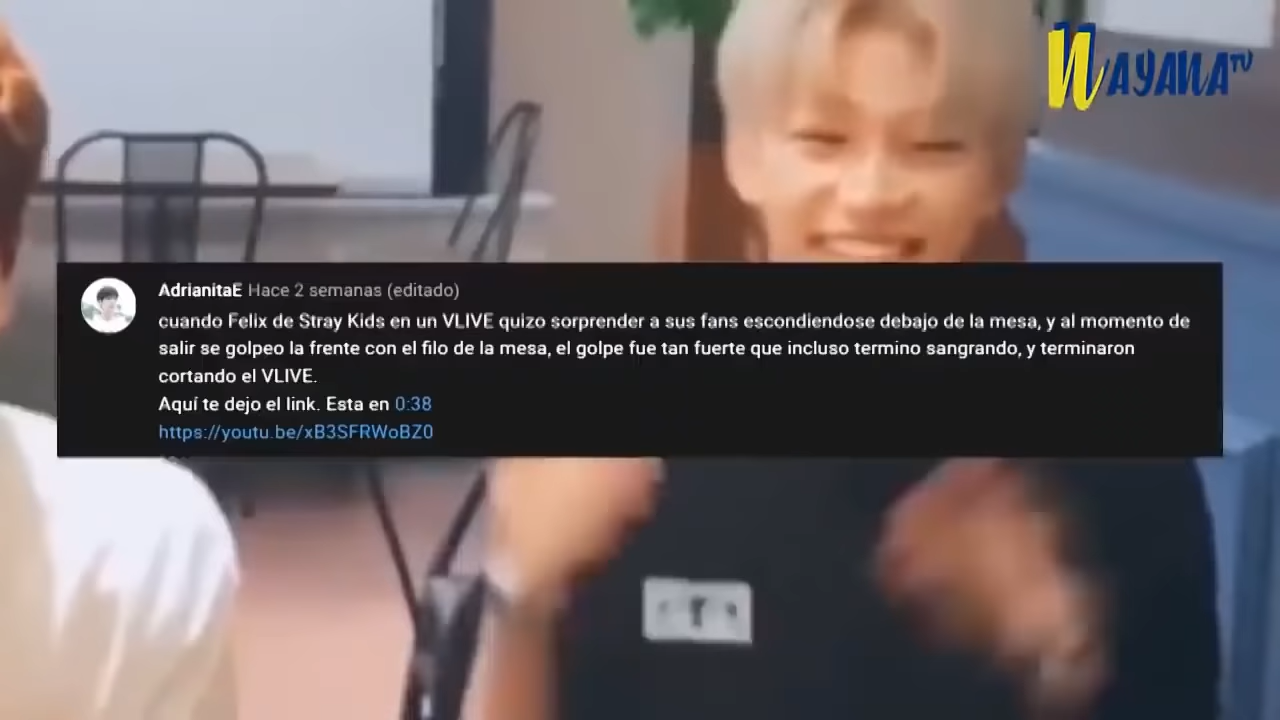 NAYANA TV
AdrianitaE Hace 2 semanas (editado)
cuando Felix de Stray Kids en un VLIVE quizo sorprender a sus fans escondiendose debajo de la mesa, y al momento de
salir se golpeo la frente con el filo de la mesa, el golpe fue tan fuerte que incluso termino sangrando, y terminaron
cortando el VLIVE.
Aquí te dejo el link. Esta en 0:38
https://youtu.be/xB3SFRWoBZ0